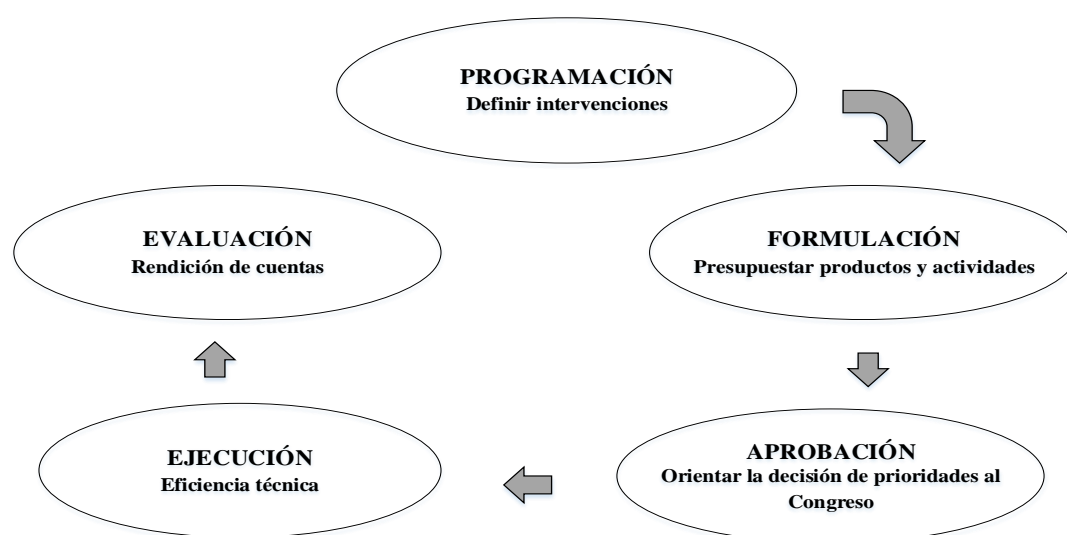 PROGRAMACIÓN
Definir intervenciones
FORMULACIÓN
Presupuestar productos y actividades
APROBACIÓN
Orientar la decisión de prioridades al
Congreso
EJECUCIÓN
Eficiencia técnica
EVALUACIÓN
Rendición de cuentas